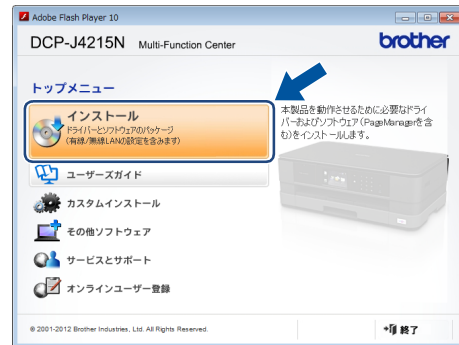 Adobe Flash Player 10
DCP-J4215N Multi-Function Center
brother
トップメニュー
インストール
ドライバーとソフトウェアのパッケージ
(有線/無線LANの設定を含みます)
本製品を動作させるために必要なドライ
バーおよびソフトウェア(PageManagerを含
む)をインストールします。
ユーザーズガイド
カスタムインストール
その他ソフトウェア
サービスとサポート
オンラインユーザー登録
© 2001-2012 Brother Industries, Ltd. All Rights Reserved.
終了